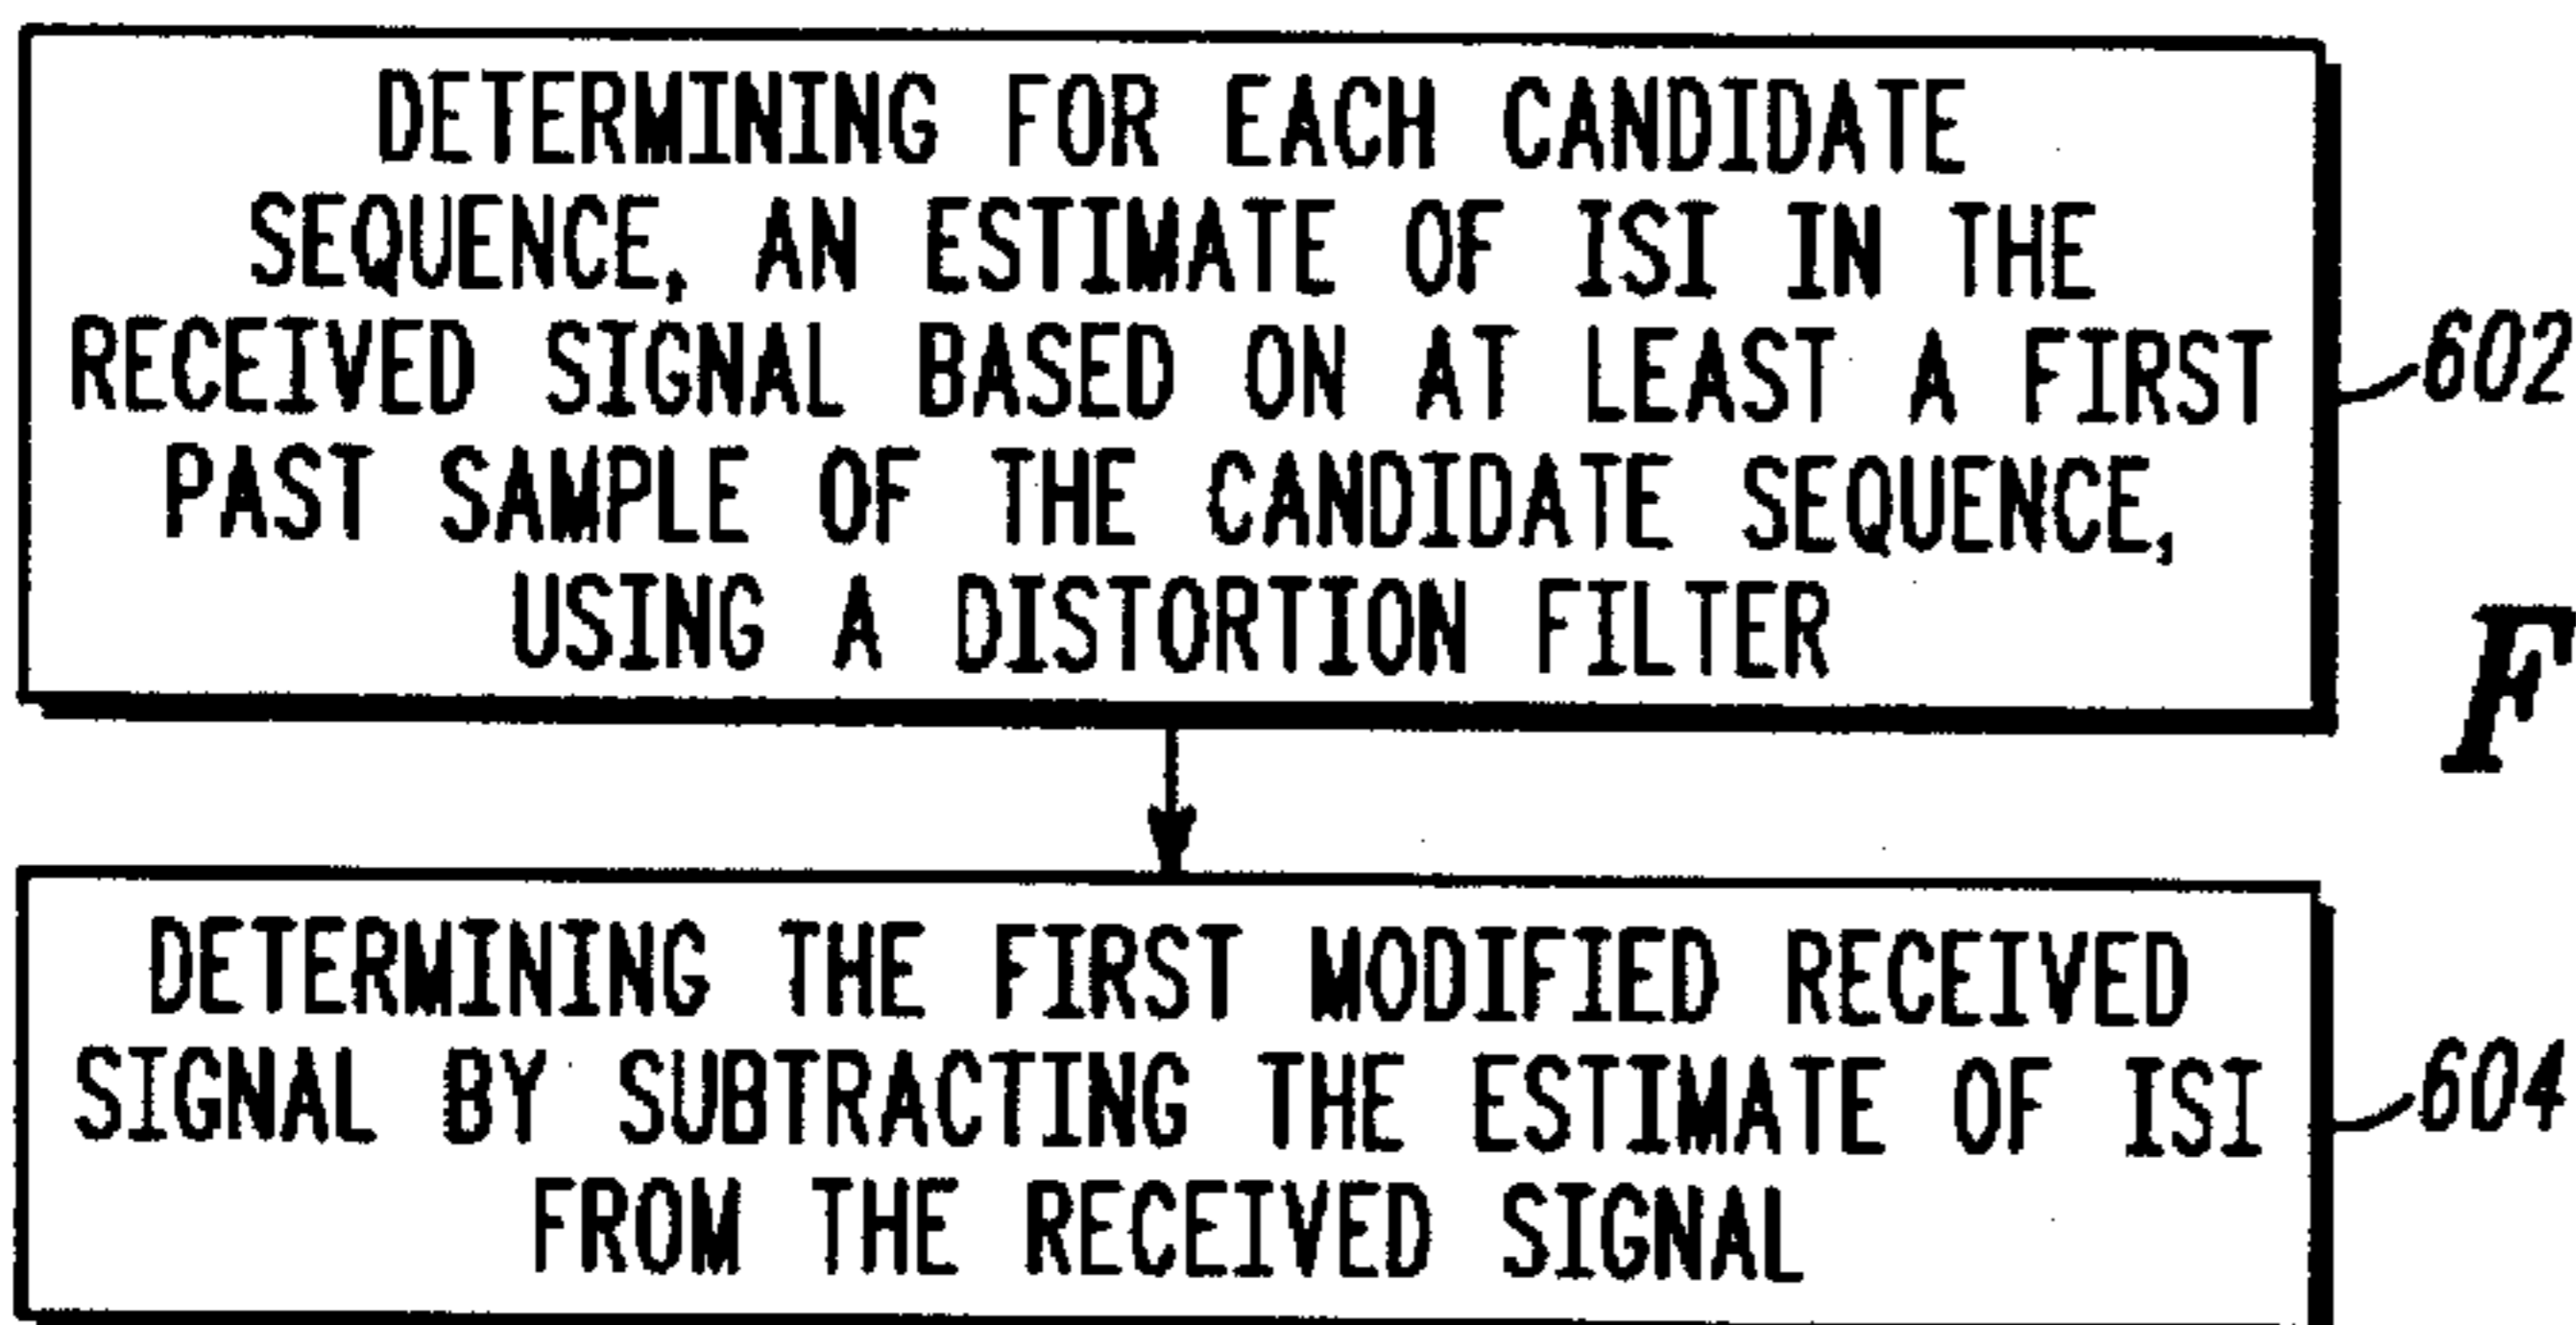 DETERMINING FOR EACH CANDIDATE
SEQUENCE, AN ESTIMATE OF ISI IN THE
RECEIVED SIGNAL BASED ON AT LEAST A FIRST
PAST SAMPLE OF THE CANDIDATE SEQUENCE,
USING A DISTORTION FILTER
602
F
DETERMINING THE FIRST MODIFIED RECEIVED
SIGNAL BY SUBTRACTING THE ESTIMATE OF ISI
FROM THE RECEIVED SIGNAL
604